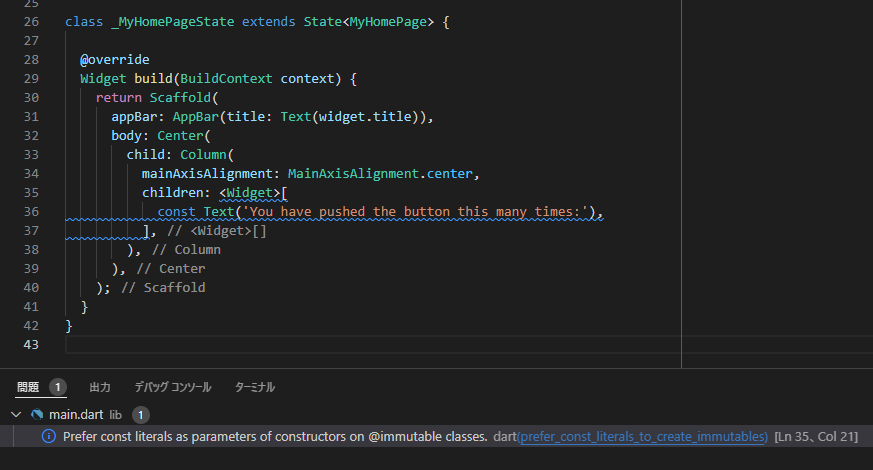 25
26 class _MyHomePageState extends State<MyHomePage> {
27
28 @override
29 Widget build(BuildContext context) {
30 return Scaffold(
31 appBar: AppBar(title: Text(widget.title)),
32 body: Center(
33 child: Column(
34 mainAxisAlignment: MainAxisAlignment.center,
35 children: <Widget>[
36 const Text('You have pushed the button this many times:'),
37 ], // <Widget>[]
38 ), // Column
39 ), // Center
40 ); // Scaffold
41 }
42 }
43
問題 1 出力 デバッグ コンソール ターミナル
main.dart lib 1
Prefer const literals as parameters of constructors on @immutable classes. dart(prefer_const_literals_to_create_immutables) [Ln 35、Col 21]